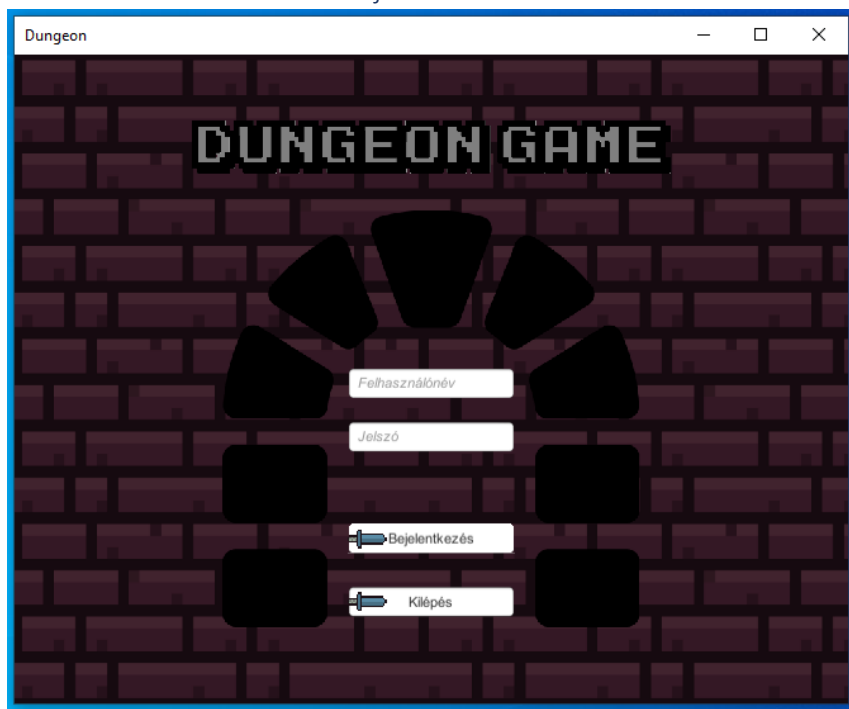 Dungeon
DUNGEON GAME
Felhasználónév
Jelszó
Bejelentkezés
Kilépés